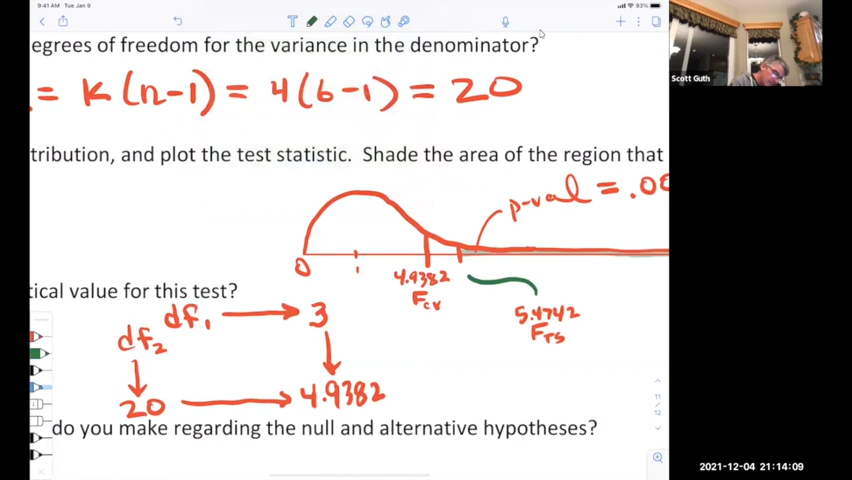 9:41 AM Tue Jan 9
93%
egrees of freedom for the variance in the denominator?
= K(n-1) = 4(6-1) = 20
tribution, and plot the test statistic. Shade the area of the region that
p-val = .00
0
1
4.9382
FCV
5.4742
FTS
tical value for this test?
df1 → 3
df2
20 → 4.9382
do you make regarding the null and alternative hypotheses?
Scott Guth
11
12
2021-12-04 21:14:09